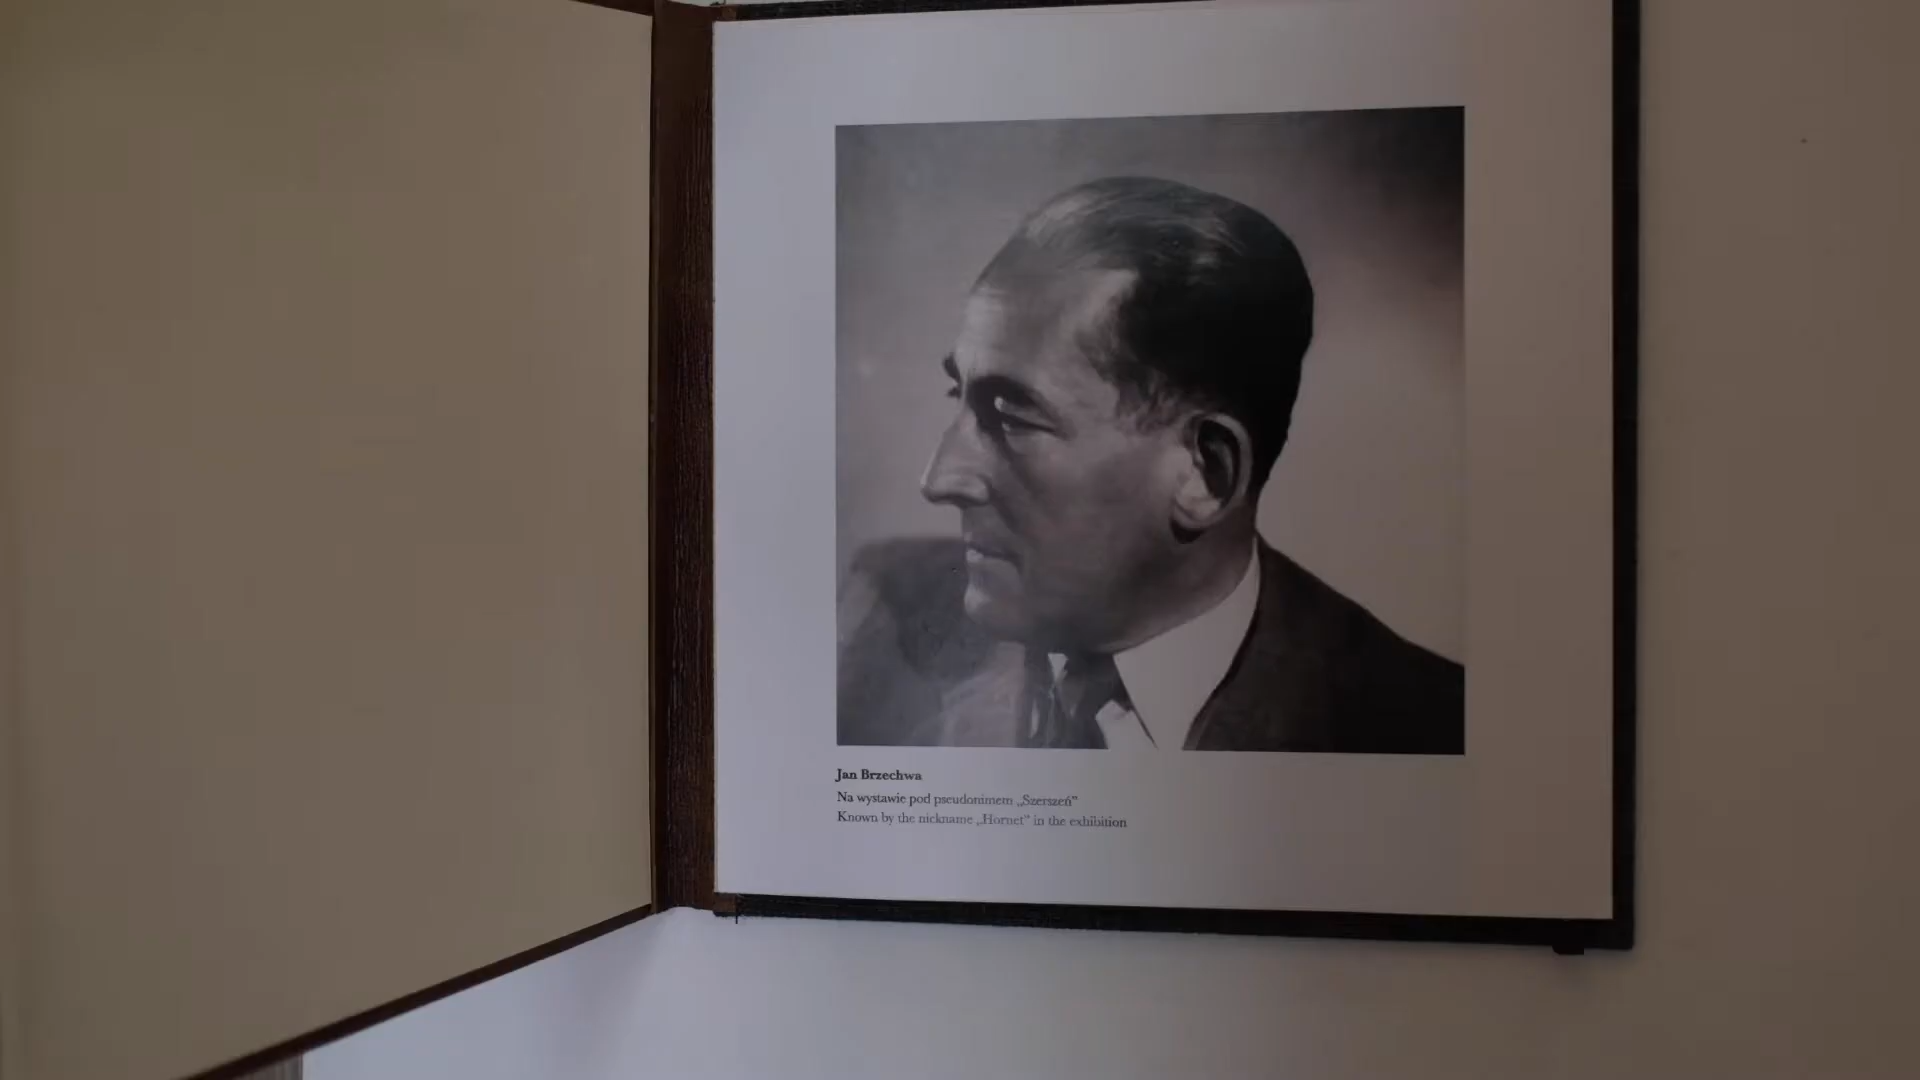 Jan Brzechwa
Na wystawie pod pseudonimem „Szerszeń”
Known by the nickname „Hornet” in the exhibition